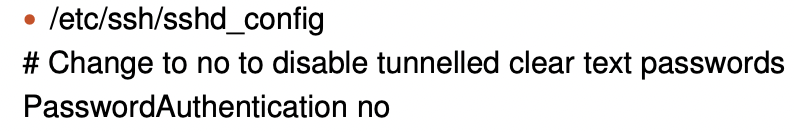 • /etc/ssh/sshd_config
# Change to no to disable tunnelled clear text passwords
PasswordAuthentication no